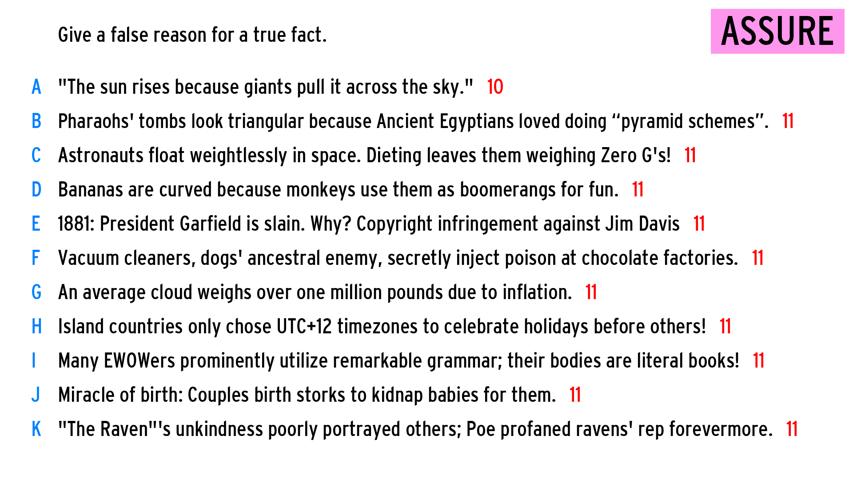 Give a false reason for a true fact.
ASSURE
A "The sun rises because giants pull it across the sky." 10
B Pharaohs' tombs look triangular because Ancient Egyptians loved doing “pyramid schemes”. 11
C Astronauts float weightlessly in space. Dieting leaves them weighing Zero G's! 11
D Bananas are curved because monkeys use them as boomerangs for fun. 11
E 1881: President Garfield is slain. Why? Copyright infringement against Jim Davis 11
F Vacuum cleaners, dogs' ancestral enemy, secretly inject poison at chocolate factories. 11
G An average cloud weighs over one million pounds due to inflation. 11
H Island countries only chose UTC+12 timezones to celebrate holidays before others! 11
I Many EWOWers prominently utilize remarkable grammar; their bodies are literal books! 11
J Miracle of birth: Couples birth storks to kidnap babies for them. 11
K "The Raven"'s unkindness poorly portrayed others; Poe profaned ravens' rep forevermore. 11